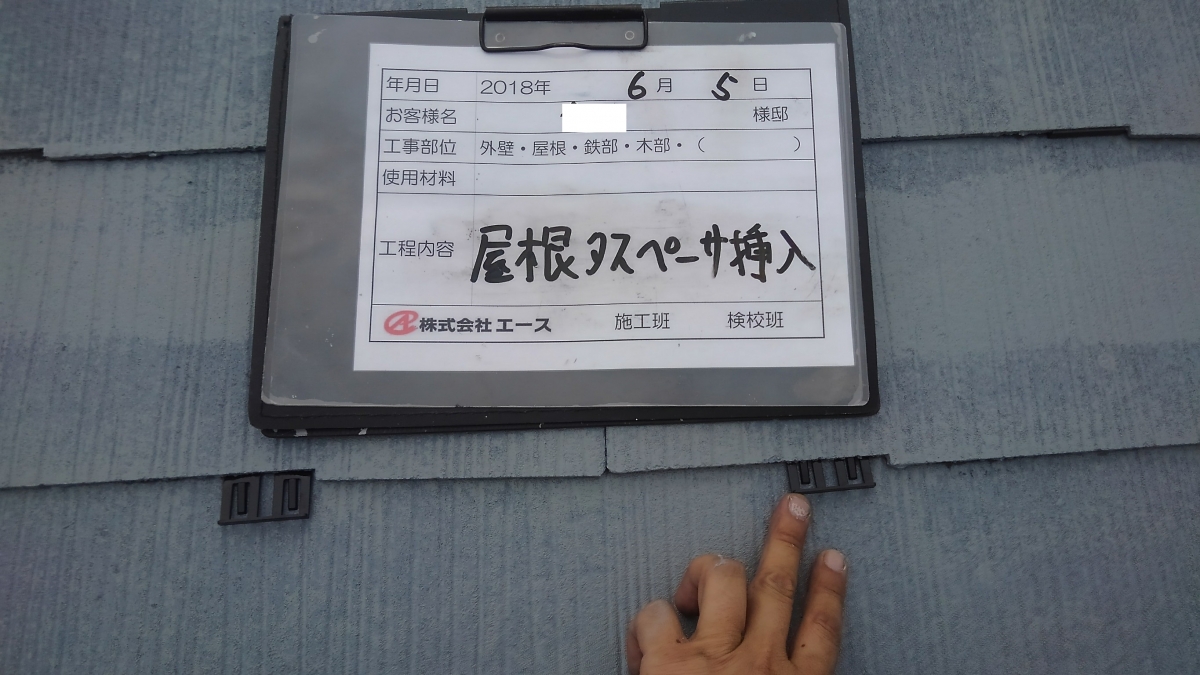 年月日 2018年 6月 5日
お客様名 様邸
工事部位 外壁・屋根・鉄部・木部・( )
使用材料
工程内容 屋根タスペーサ挿入
株式会社エース 施工班 検校班